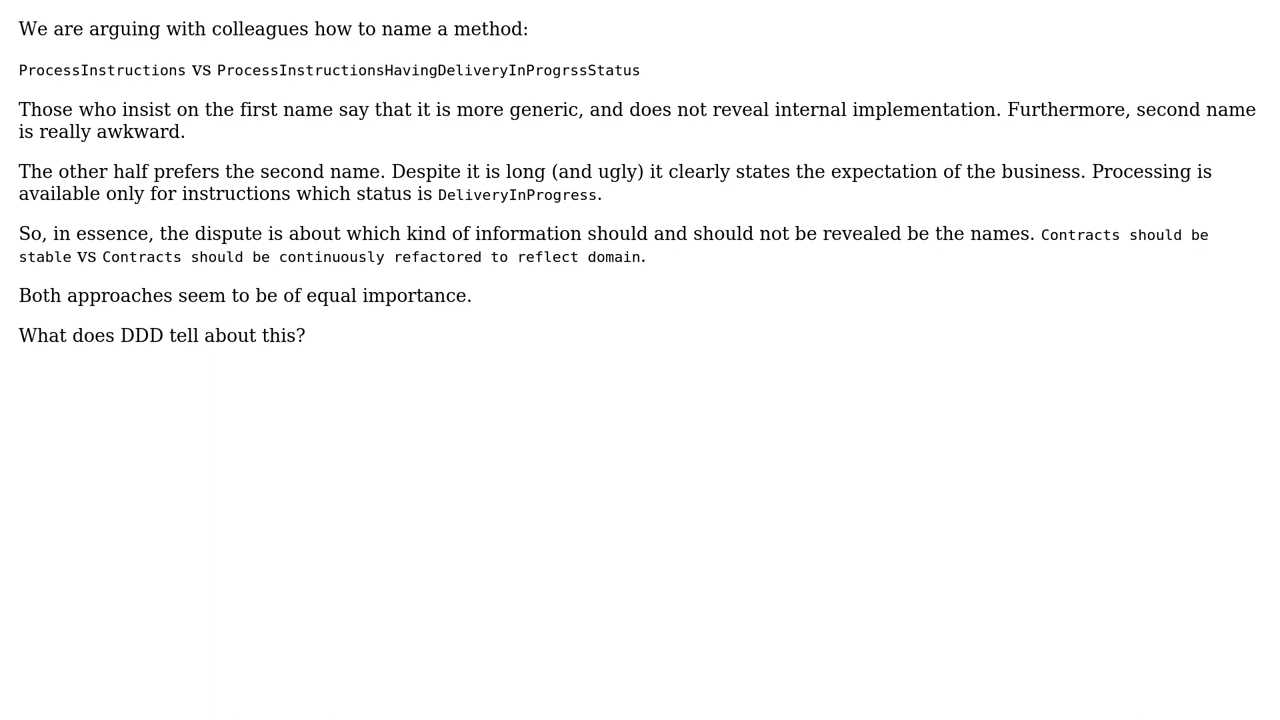 We are arguing with colleagues how to name a method:
ProcessInstructions vs ProcessInstructionsHavingDeliveryInProgrssStatus
Those who insist on the first name say that it is more generic, and does not reveal internal implementation. Furthermore, second name
is really awkward.
The other half prefers the second name. Despite it is long (and ugly) it clearly states the expectation of the business. Processing is
available only for instructions which status is DeliveryInProgress.
So, in essence, the dispute is about which kind of information should and should not be revealed be the names. Contracts should be
stable vs Contracts should be continuously refactored to reflect domain.
Both approaches seem to be of equal importance.
What does DDD tell about this?